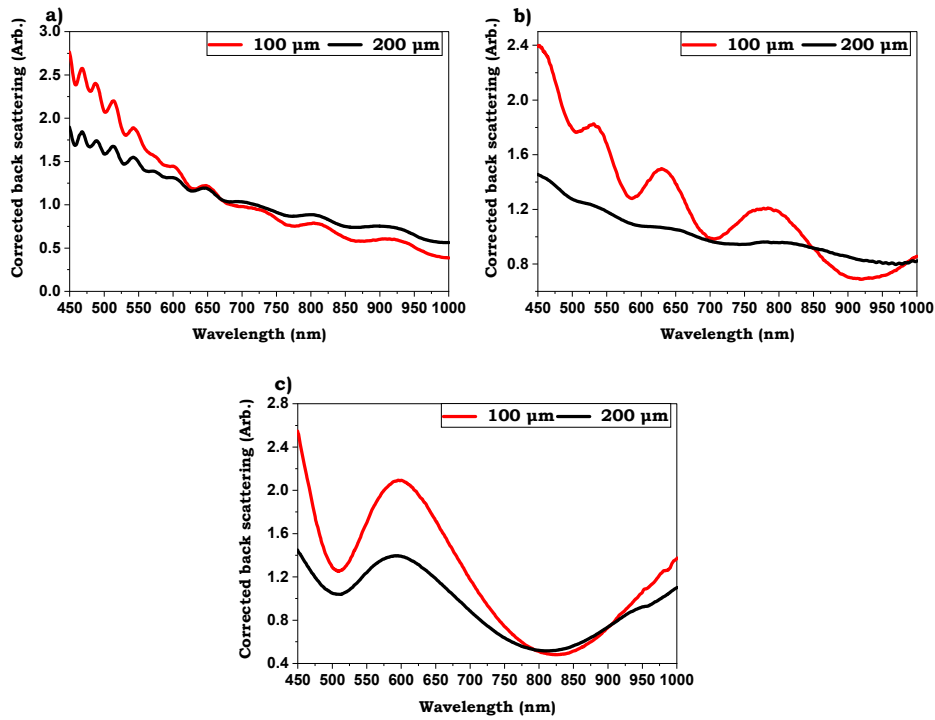 a)
100 μm 200 μm
Corrected back scattering (Arb.)
3.0
2.5
2.0
1.5
1.0
0.5
0.0
450 500 550 600 650 700 750 800 850 900 950 1000
Wavelength (nm)
b)
100 μm 200 μm
Corrected back scattering (Arb.)
2.4
2.0
1.6
1.2
0.8
450 500 550 600 650 700 750 800 850 900 950 1000
Wavelength (nm)
c)
100 μm 200 μm
Corrected back scattering (Arb.)
2.8
2.4
2.0
1.6
1.2
0.8
0.4
450 500 550 600 650 700 750 800 850 900 950 1000
Wavelength (nm)